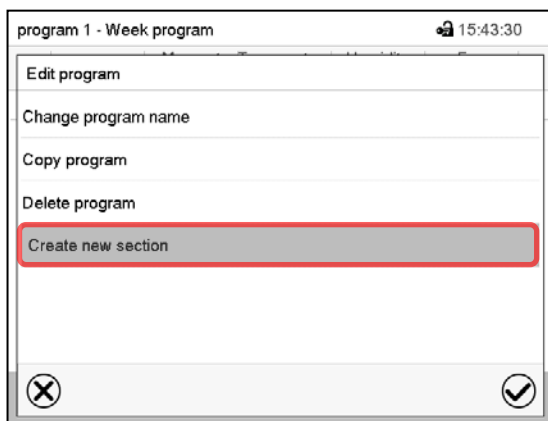 program 1 - Week program 15:43:30
Edit program
Change program name
Copy program
Delete program
Create new section